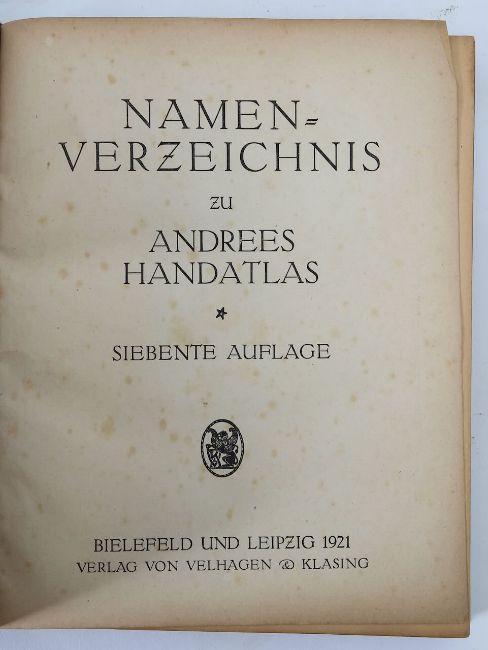 NAMEN=
VERZEICHNIS
ZU
ANDREES
HANDATLAS
*
SIEBENTE AUFLAGE
BIELEFELD UND LEIPZIG 1921
VERLAG VON VELHAGEN & KLASING